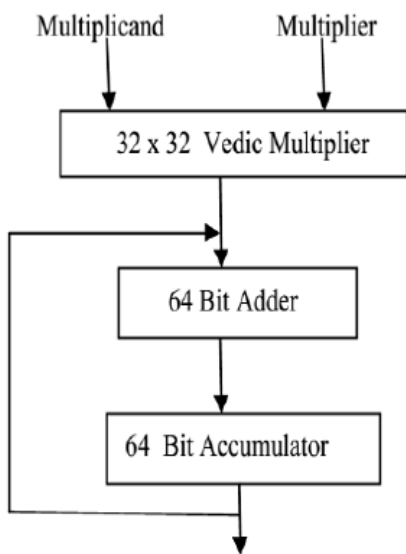 Multiplicand Multiplier
32 x 32 Vedic Multiplier
64 Bit Adder
64 Bit Accumulator